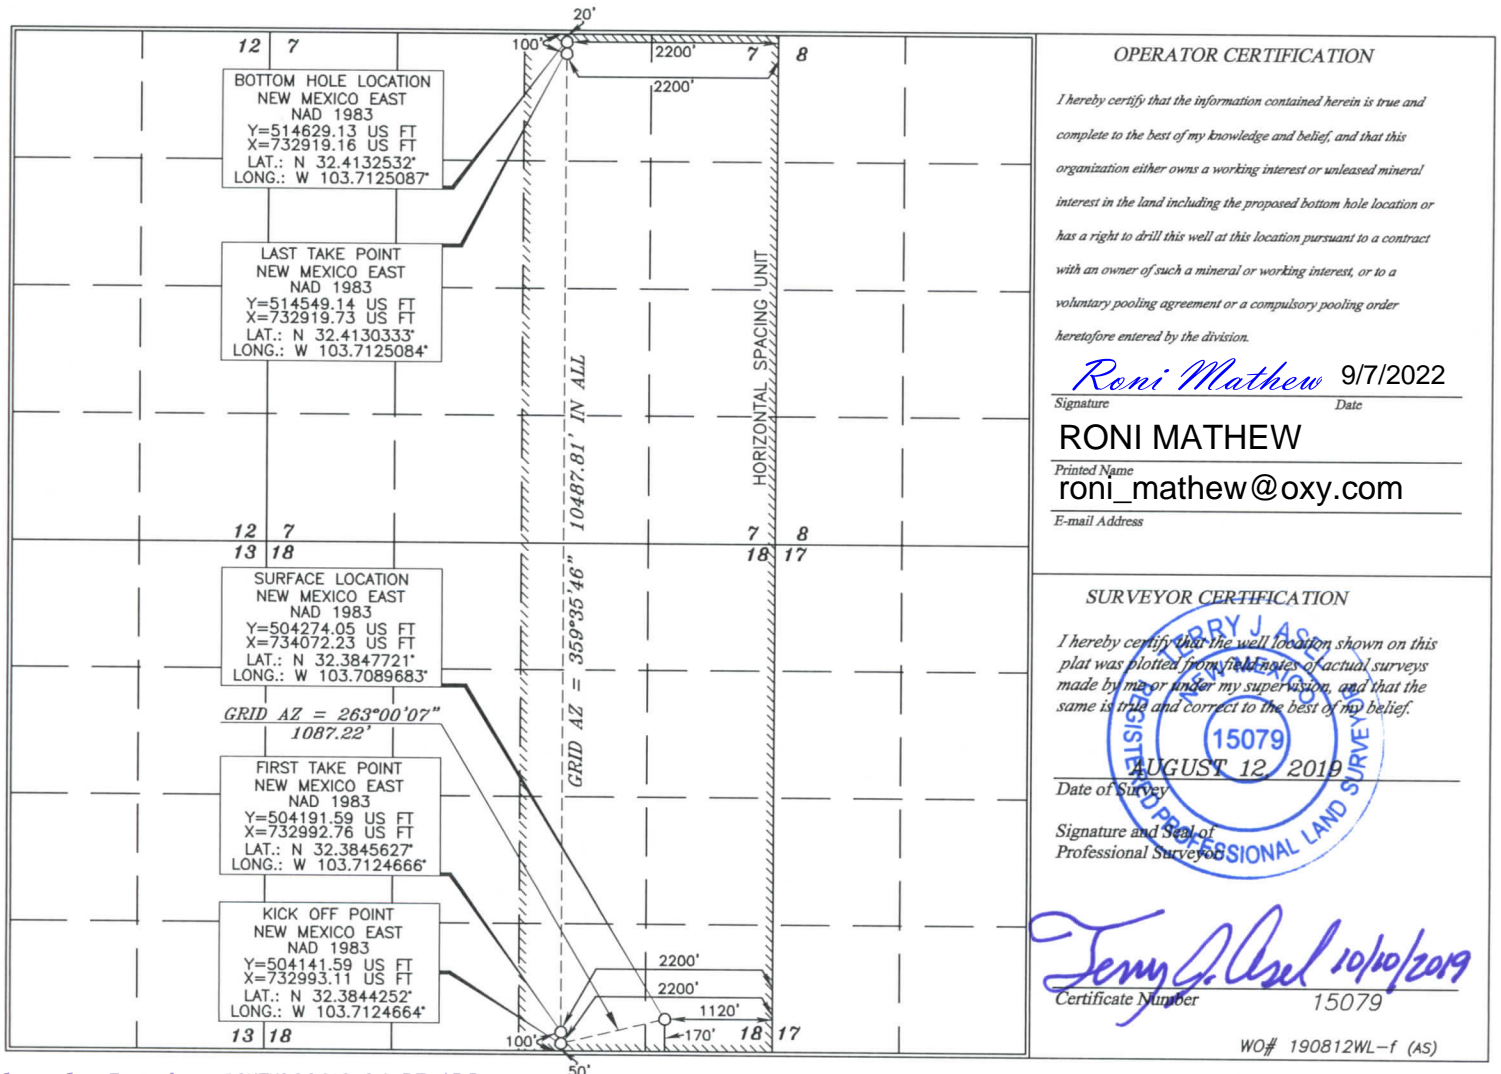 20'
100'
12 7
2200'
7 8
2200'
BOTTOM HOLE LOCATION
NEW MEXICO EAST
NAD 1983
Y=514629.13 US FT
X=732919.16 US FT
LAT.: N 32.4132532°
LONG.: W 103.7125087°
LAST TAKE POINT
NEW MEXICO EAST
NAD 1983
Y=514549.14 US FT
X=732919.73 US FT
LAT.: N 32.4130333°
LONG.: W 103.7125084°
GRID AZ = 359°35'46" 10487.81' IN ALL
HORIZONTAL SPACING UNIT
12 7
13 18
7 8
18 17
SURFACE LOCATION
NEW MEXICO EAST
NAD 1983
Y=504274.05 US FT
X=734072.23 US FT
LAT.: N 32.3847721°
LONG.: W 103.7089683°
GRID AZ = 263°00'07"
1087.22'
FIRST TAKE POINT
NEW MEXICO EAST
NAD 1983
Y=504191.59 US FT
X=732992.76 US FT
LAT.: N 32.3845627°
LONG.: W 103.7124666°
KICK OFF POINT
NEW MEXICO EAST
NAD 1983
Y=504141.59 US FT
X=732993.11 US FT
LAT.: N 32.3844252°
LONG.: W 103.7124664°
2200'
2200'
1120'
170'
13 18
100'
18 17
50'
OPERATOR CERTIFICATION
I hereby certify that the information contained herein is true and
complete to the best of my knowledge and belief, and that this
organization either owns a working interest or unleased mineral
interest in the land including the proposed bottom hole location or
has a right to drill this well at this location pursuant to a contract
with an owner of such a mineral or working interest, or to a
voluntary pooling agreement or a compulsory pooling order
heretofore entered by the division.
Roni Mathew 9/7/2022
Signature Date
RONI MATHEW
Printed Name
roni_mathew@oxy.com
E-mail Address
SURVEYOR CERTIFICATION
I hereby certify that the well location shown on this
plat was plotted from field notes of actual surveys
made by me or under my supervision, and that the
same is true and correct to the best of my belief.
TERRY J ASEL
NEW MEXICO
15079
REGISTERED PROFESSIONAL LAND SURVEYOR
AUGUST 12, 2019
Date of Survey
Signature and Seal of
Professional Surveyor
Terry J. Asel 10/10/2019
Certificate Number 15079
WO# 190812WL-f (AS)